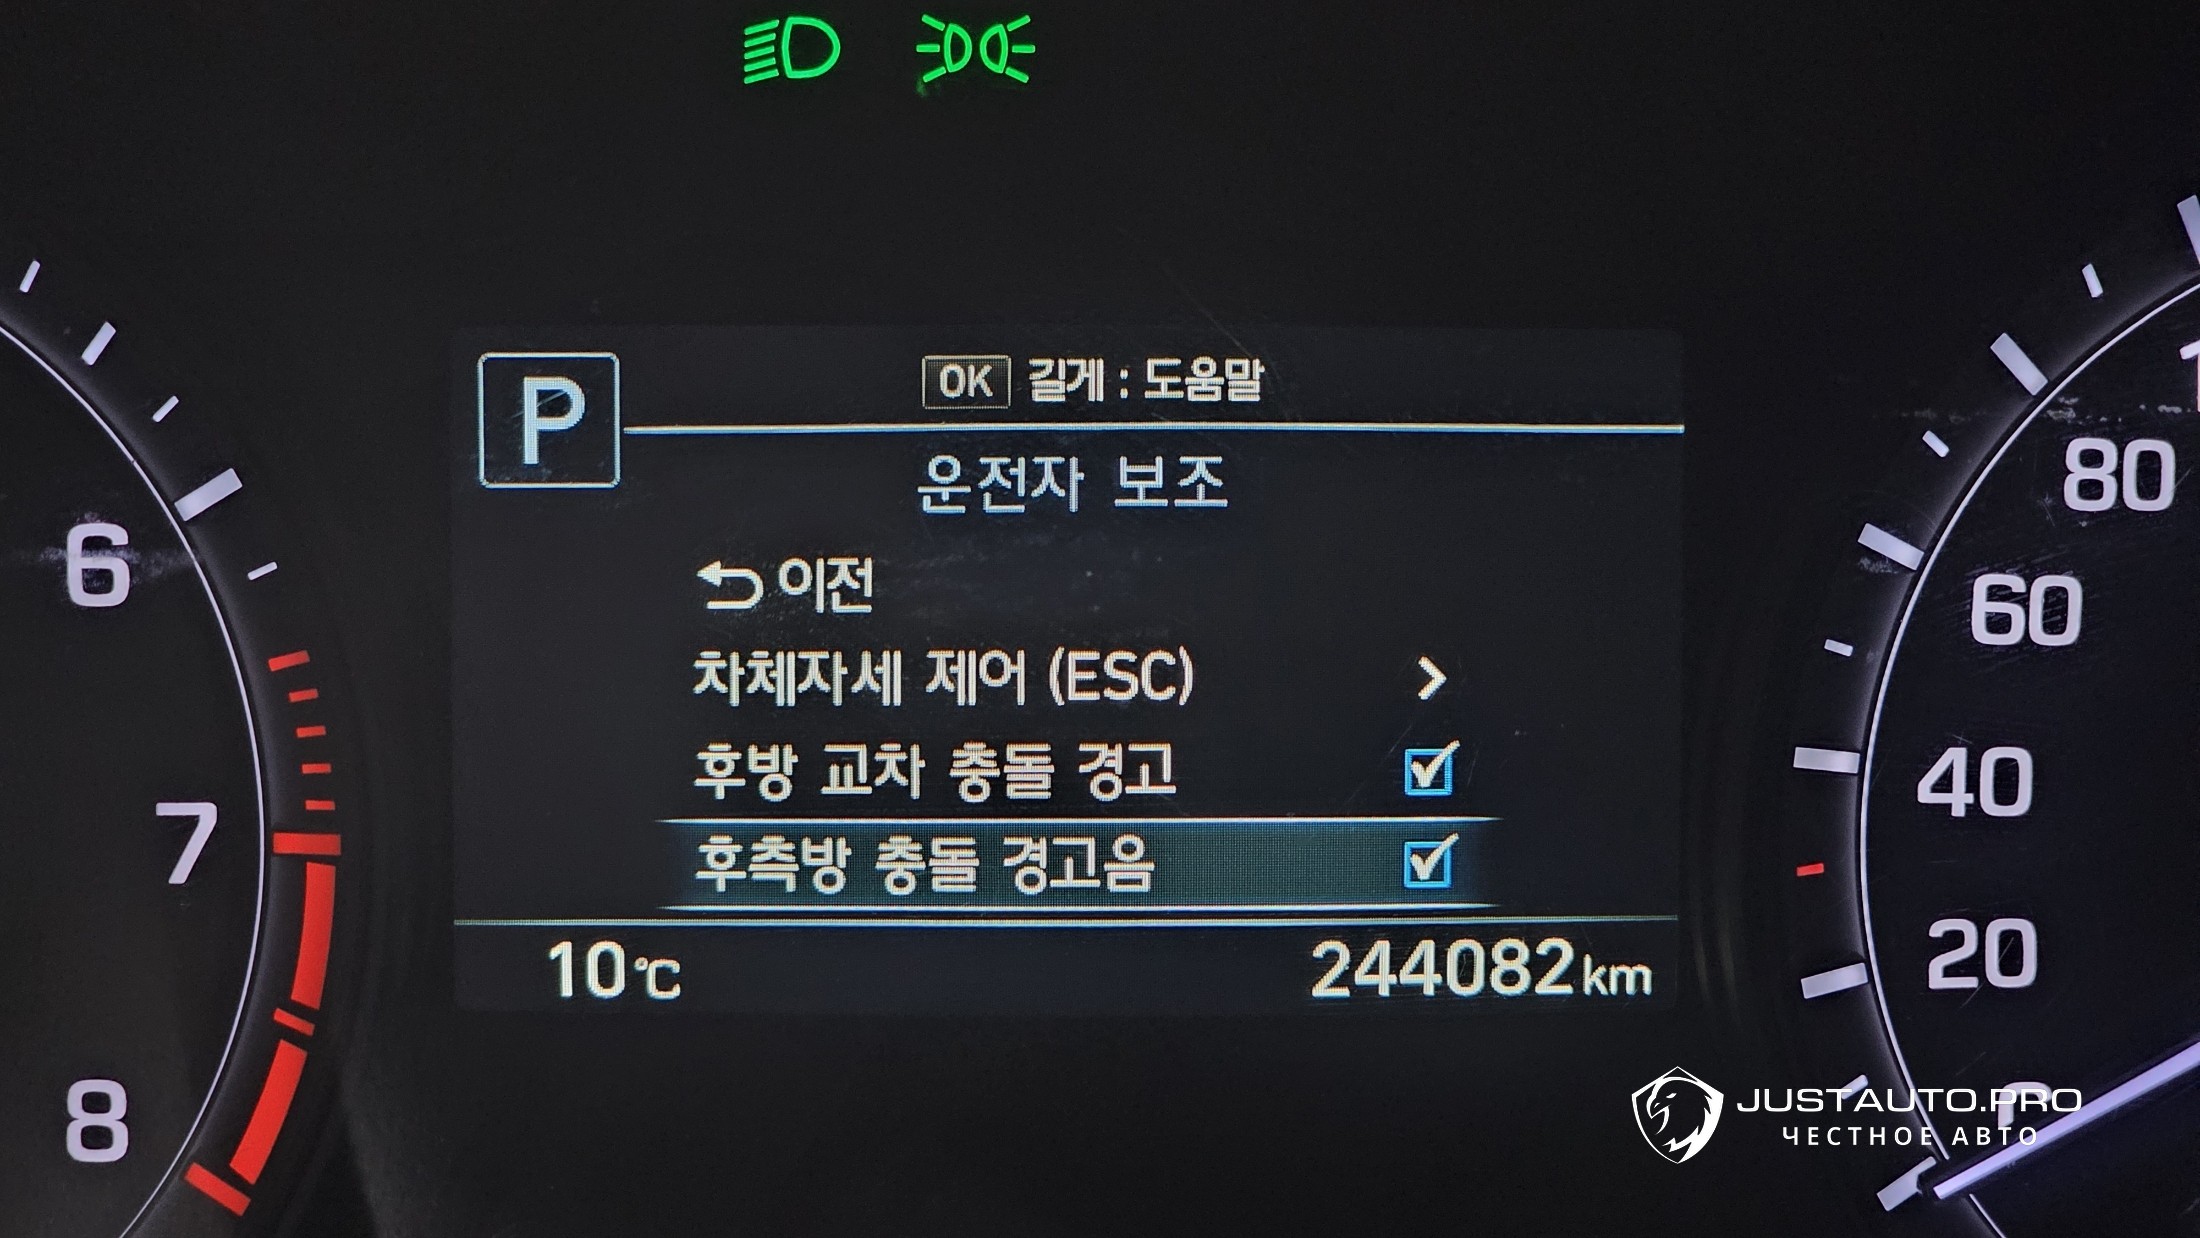 P
OK 길게 : 도움말
운전자 보조
이전
차체자세 제어 (ESC)
후방 교차 충돌 경고
후측방 충돌 경고음
10℃
244082 km
6
7
8
80
60
40
20
JUSTAUTO.PRO
ЧЕСТНОЕ АВТО